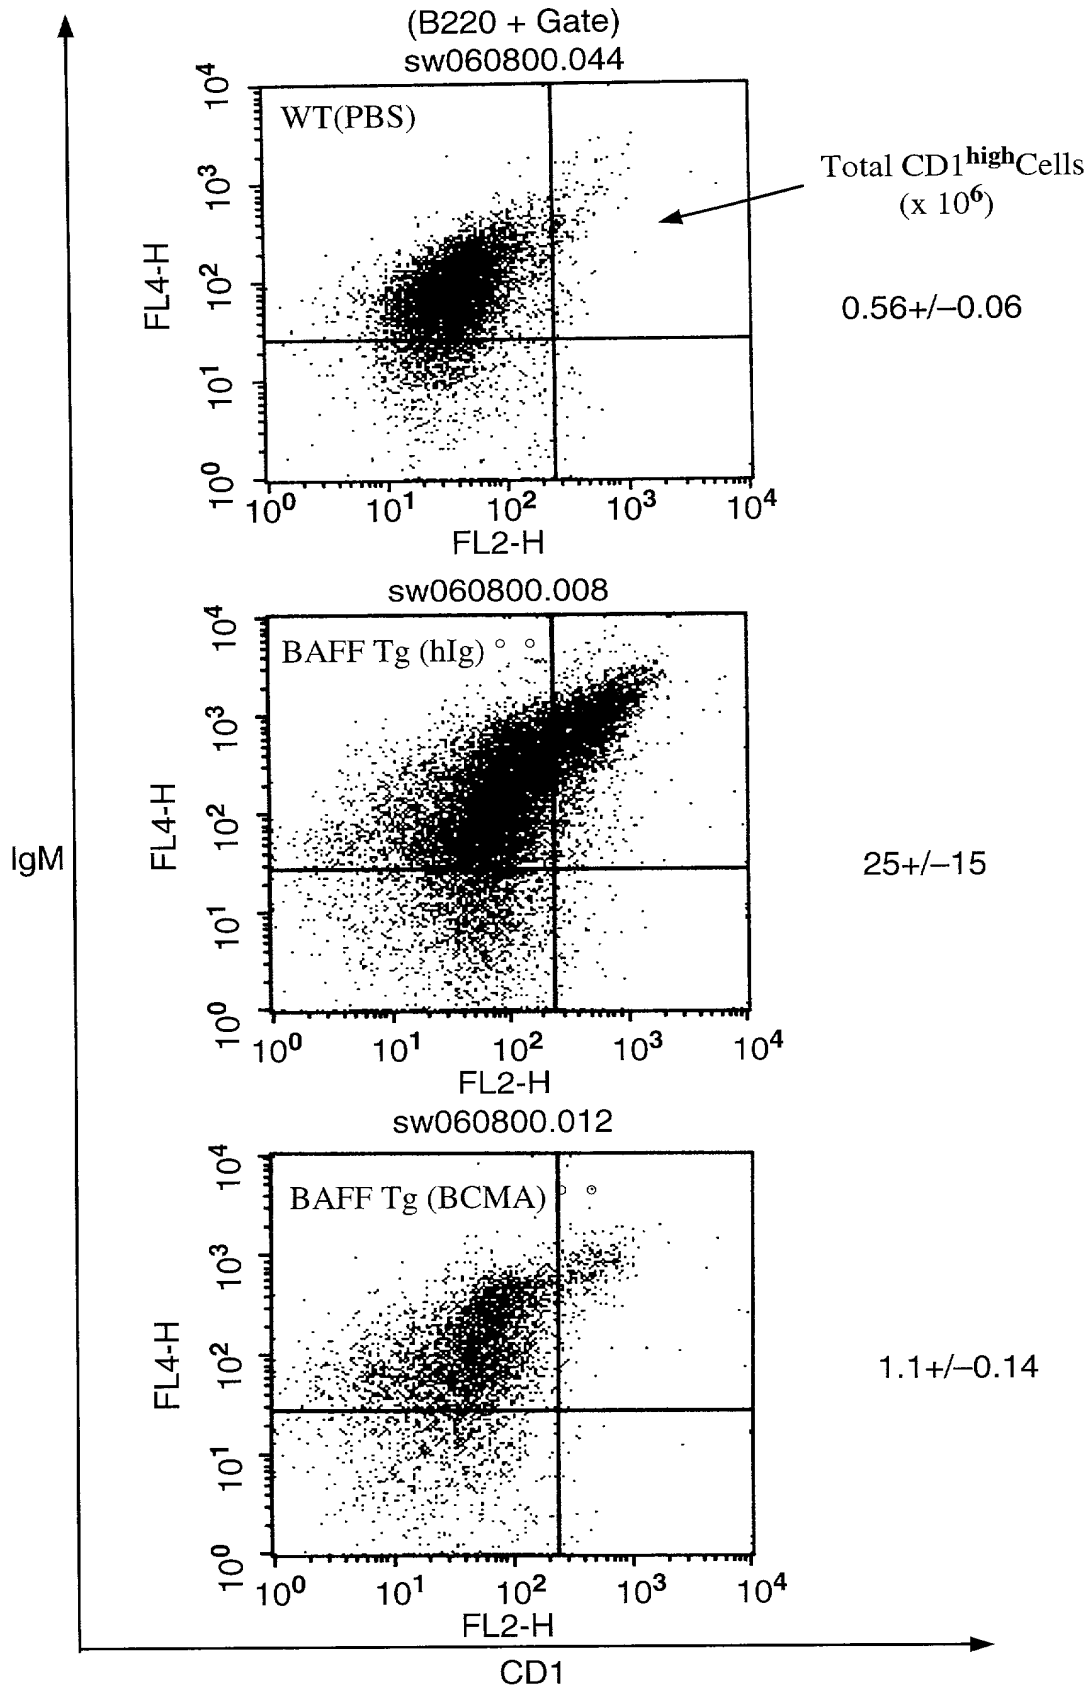 (B220 + Gate)
sw060800.044
WT(PBS)
Total CD1highCells
(x 106)
0.56+/–0.06
FL4-H
104
103
102
101
100
100 101 102 103 104
FL2-H
sw060800.008
BAFF Tg (hIg)
25+/–15
FL4-H
104
103
102
101
100
100 101 102 103 104
FL2-H
IgM
sw060800.012
BAFF Tg (BCMA)
1.1+/–0.14
FL4-H
104
103
102
101
100
100 101 102 103 104
FL2-H
CD1